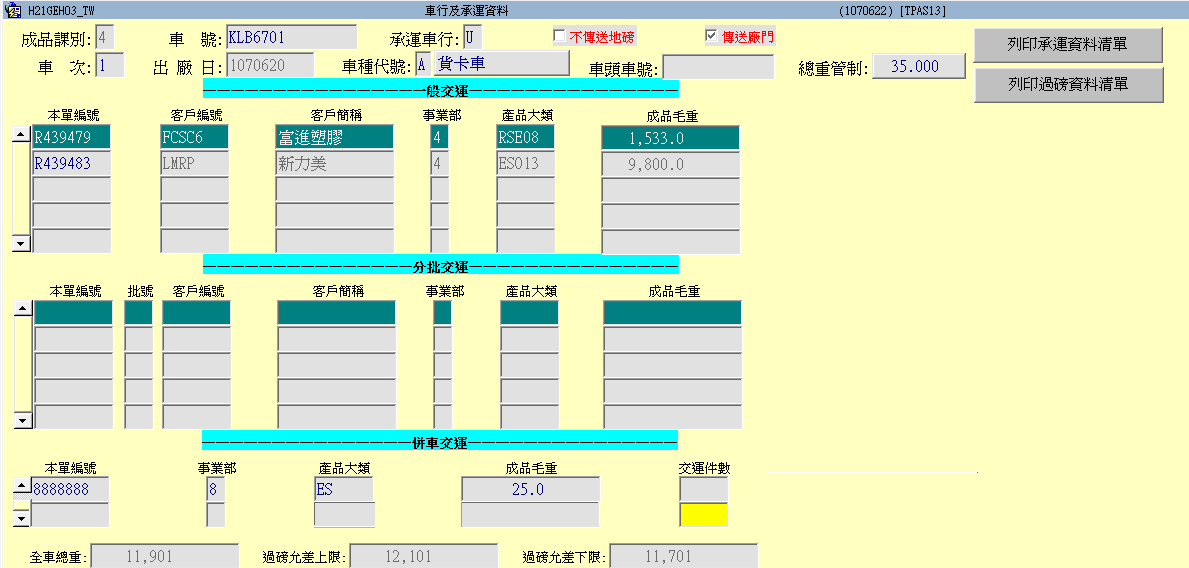 H21GEH03_TW 車行及承運資料 (1070622) [TPAS13]
成品課別: 4 車 號: KLB6701 承運車行: U 不傳送地磅 傳送廠門 列印承運資料清單
車 次: 1 出 廠 日: 1070620 車種代號: A 貨卡車 車頭車號: 總重管制: 35.000 列印過磅資料清單
一般交運
本單編號 客戶編號 客戶簡稱 事業部 產品大類 成品毛重
R439479 FCSC6 富進塑膠 4 RSE08 1,533.0
R439483 LMRP 新力美 4 ESO13 9,800.0
分批交運
本單編號 批號 客戶編號 客戶簡稱 事業部 產品大類 成品毛重
併車交運
本單編號 事業部 產品大類 成品毛重 交運件數
8888888 8 ES 25.0
全車總重: 11,901 過磅允差上限: 12,101 過磅允差下限: 11,701